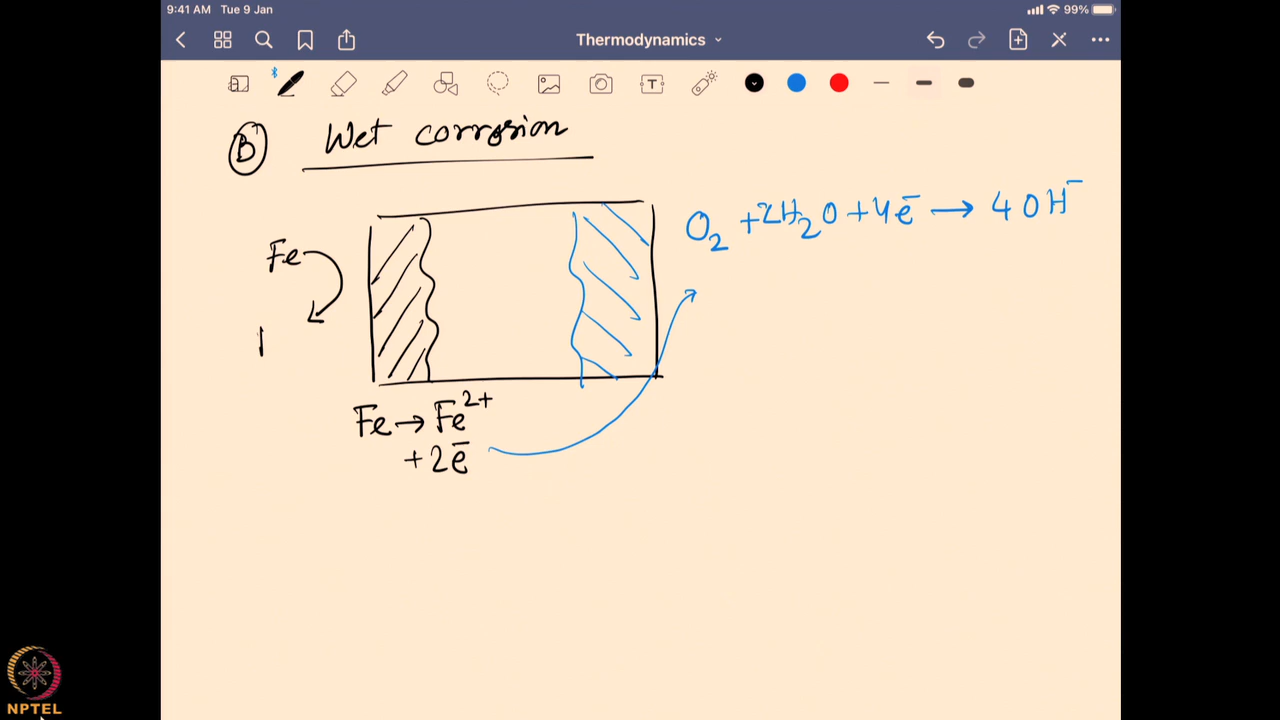 9:41 AM Tue 9 Jan
99%
Thermodynamics
T
B Wet corrosion
O₂ + 2H₂O + 4e⁻ → 4OH⁻
Fe
Fe → Fe²⁺
+ 2e⁻
NPTEL